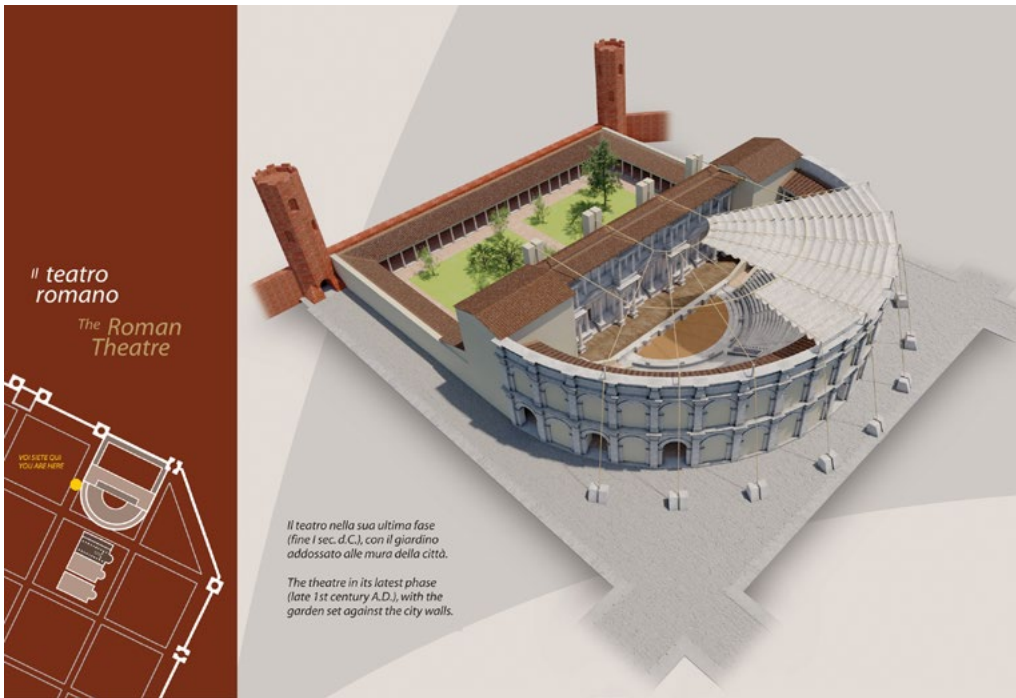 Il teatro
romano
The Roman
Theatre
VOI SIETE QUI
YOU ARE HERE
Il teatro nella sua ultima fase
(fine I sec. d.C.), con il giardino
addossato alle mura della città.
The theatre in its latest phase
(late 1st century A.D.), with the
garden set against the city walls.